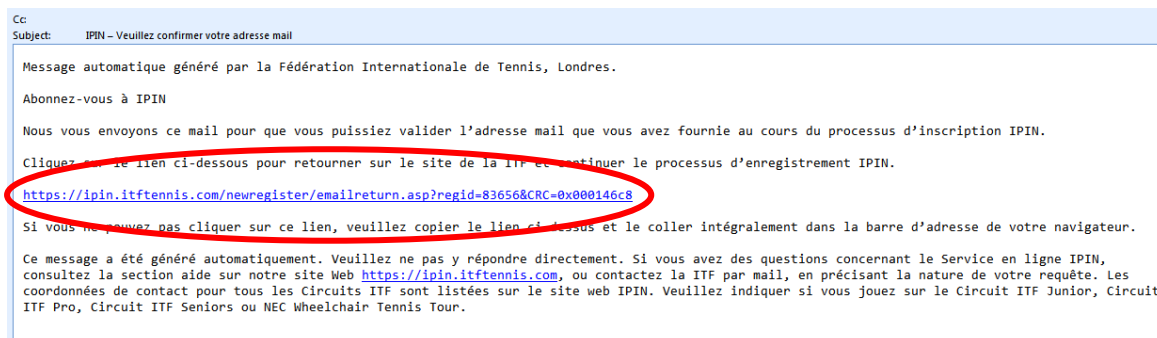 Cc:
Subject: IPIN – Veuillez confirmer votre adresse mail
Message automatique généré par la Fédération Internationale de Tennis, Londres.
Abonnez-vous à IPIN
Nous vous envoyons ce mail pour que vous puissiez valider l’adresse mail que vous avez fournie au cours du processus d’inscription IPIN.
Cliquez sur le lien ci-dessous pour retourner sur le site de la ITF et continuer le processus d’enregistrement IPIN.
https://ipin.itftennis.com/newregister/emailreturn.asp?regid=83656&CRC=0x000146c8
Si vous ne pouvez pas cliquer sur ce lien, veuillez copier le lien ci-dessus et le coller intégralement dans la barre d’adresse de votre navigateur.
Ce message a été généré automatiquement. Veuillez ne pas y répondre directement. Si vous avez des questions concernant le Service en ligne IPIN,
consultez la section aide sur notre site Web https://ipin.itftennis.com, ou contactez la ITF par mail, en précisant la nature de votre requête. Les
coordonnées de contact pour tous les Circuits ITF sont listées sur le site web IPIN. Veuillez indiquer si vous jouez sur le Circuit ITF Junior, Circuit
ITF Pro, Circuit ITF Seniors ou NEC Wheelchair Tennis Tour.